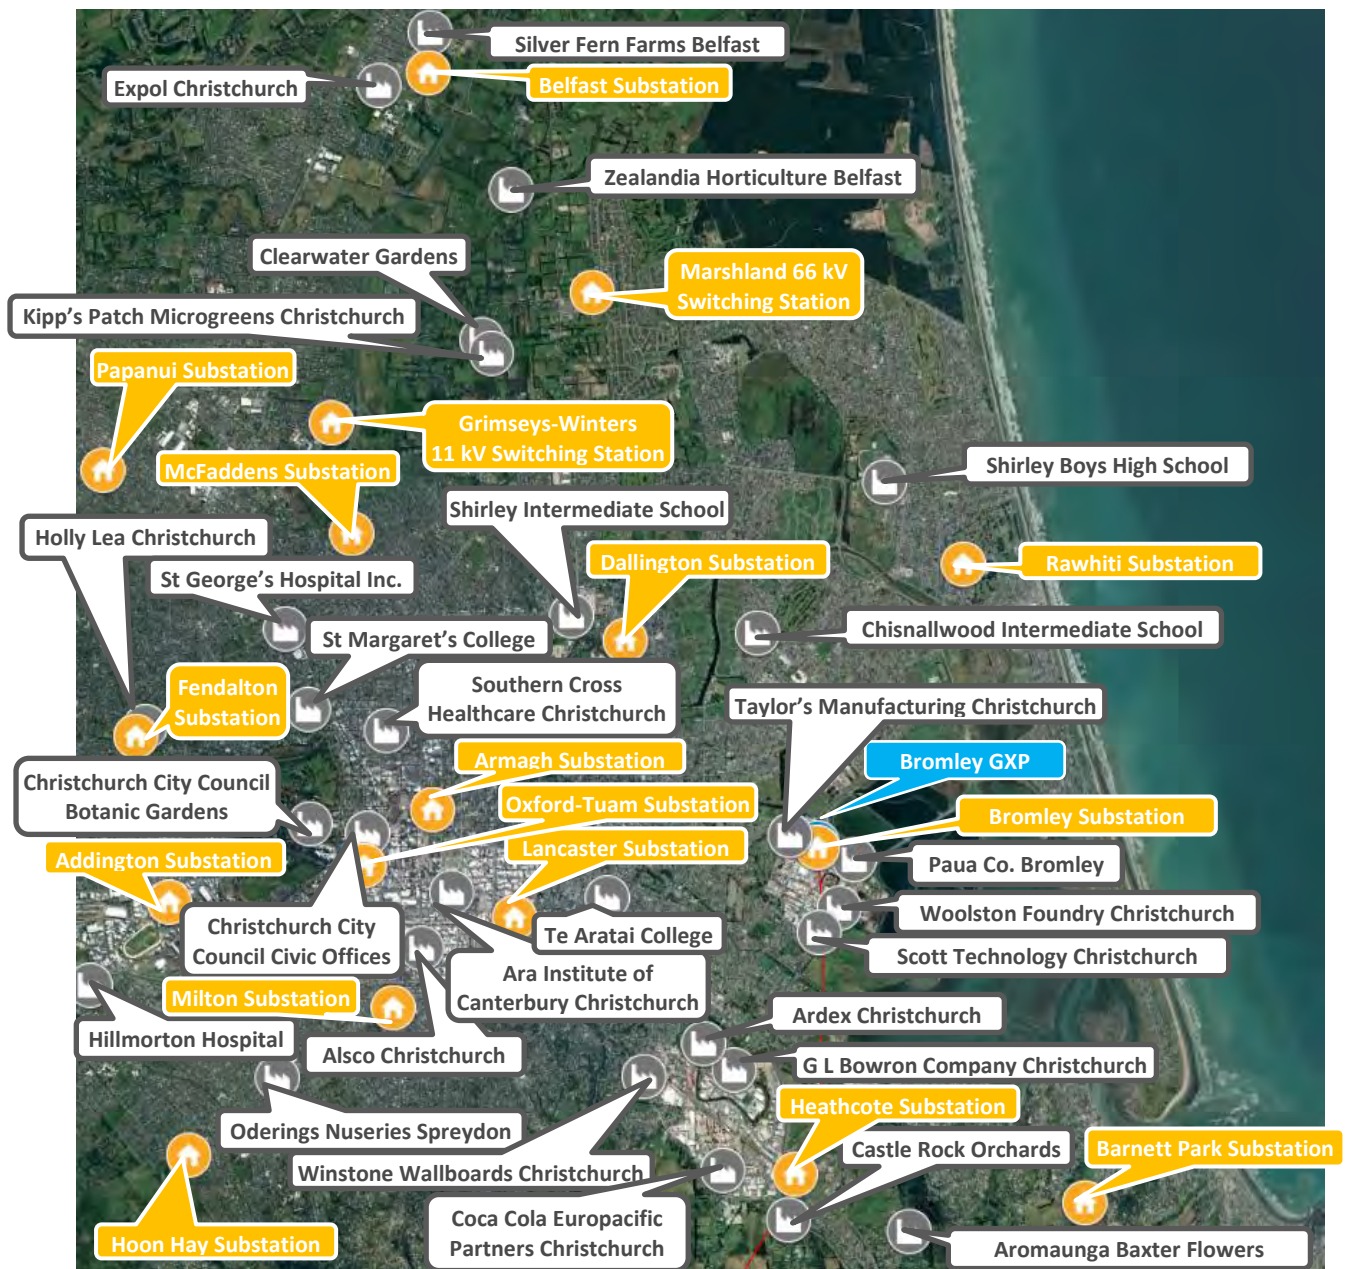 Silver Fern Farms Belfast
Expol Christchurch
Belfast Substation
Zealandia Horticulture Belfast
Clearwater Gardens
Marshland 66 kV
Switching Station
Kipp's Patch Microgreens Christchurch
Papanui Substation
Grimseys-Winters
11 kV Switching Station
McFaddens Substation
Shirley Boys High School
Shirley Intermediate School
Holly Lea Christchurch
Dallington Substation
Rawhiti Substation
St George's Hospital Inc.
St Margaret's College
Chisnallwood Intermediate School
Fendalton
Substation
Southern Cross
Healthcare Christchurch
Taylor's Manufacturing Christchurch
Armagh Substation
Bromley GXP
Christchurch City Council
Botanic Gardens
Oxford-Tuam Substation
Bromley Substation
Addington Substation
Lancaster Substation
Paua Co. Bromley
Christchurch City
Council Civic Offices
Te Aratai College
Woolston Foundry Christchurch
Scott Technology Christchurch
Ara Institute of
Canterbury Christchurch
Milton Substation
Hillmorton Hospital
Alsco Christchurch
Ardex Christchurch
G L Bowron Company Christchurch
Heathcote Substation
Oderings Nuseries Spreydon
Castle Rock Orchards
Barnett Park Substation
Winstone Wallboards Christchurch
Coca Cola Europacific
Partners Christchurch
Hoon Hay Substation
Aromaunga Baxter Flowers